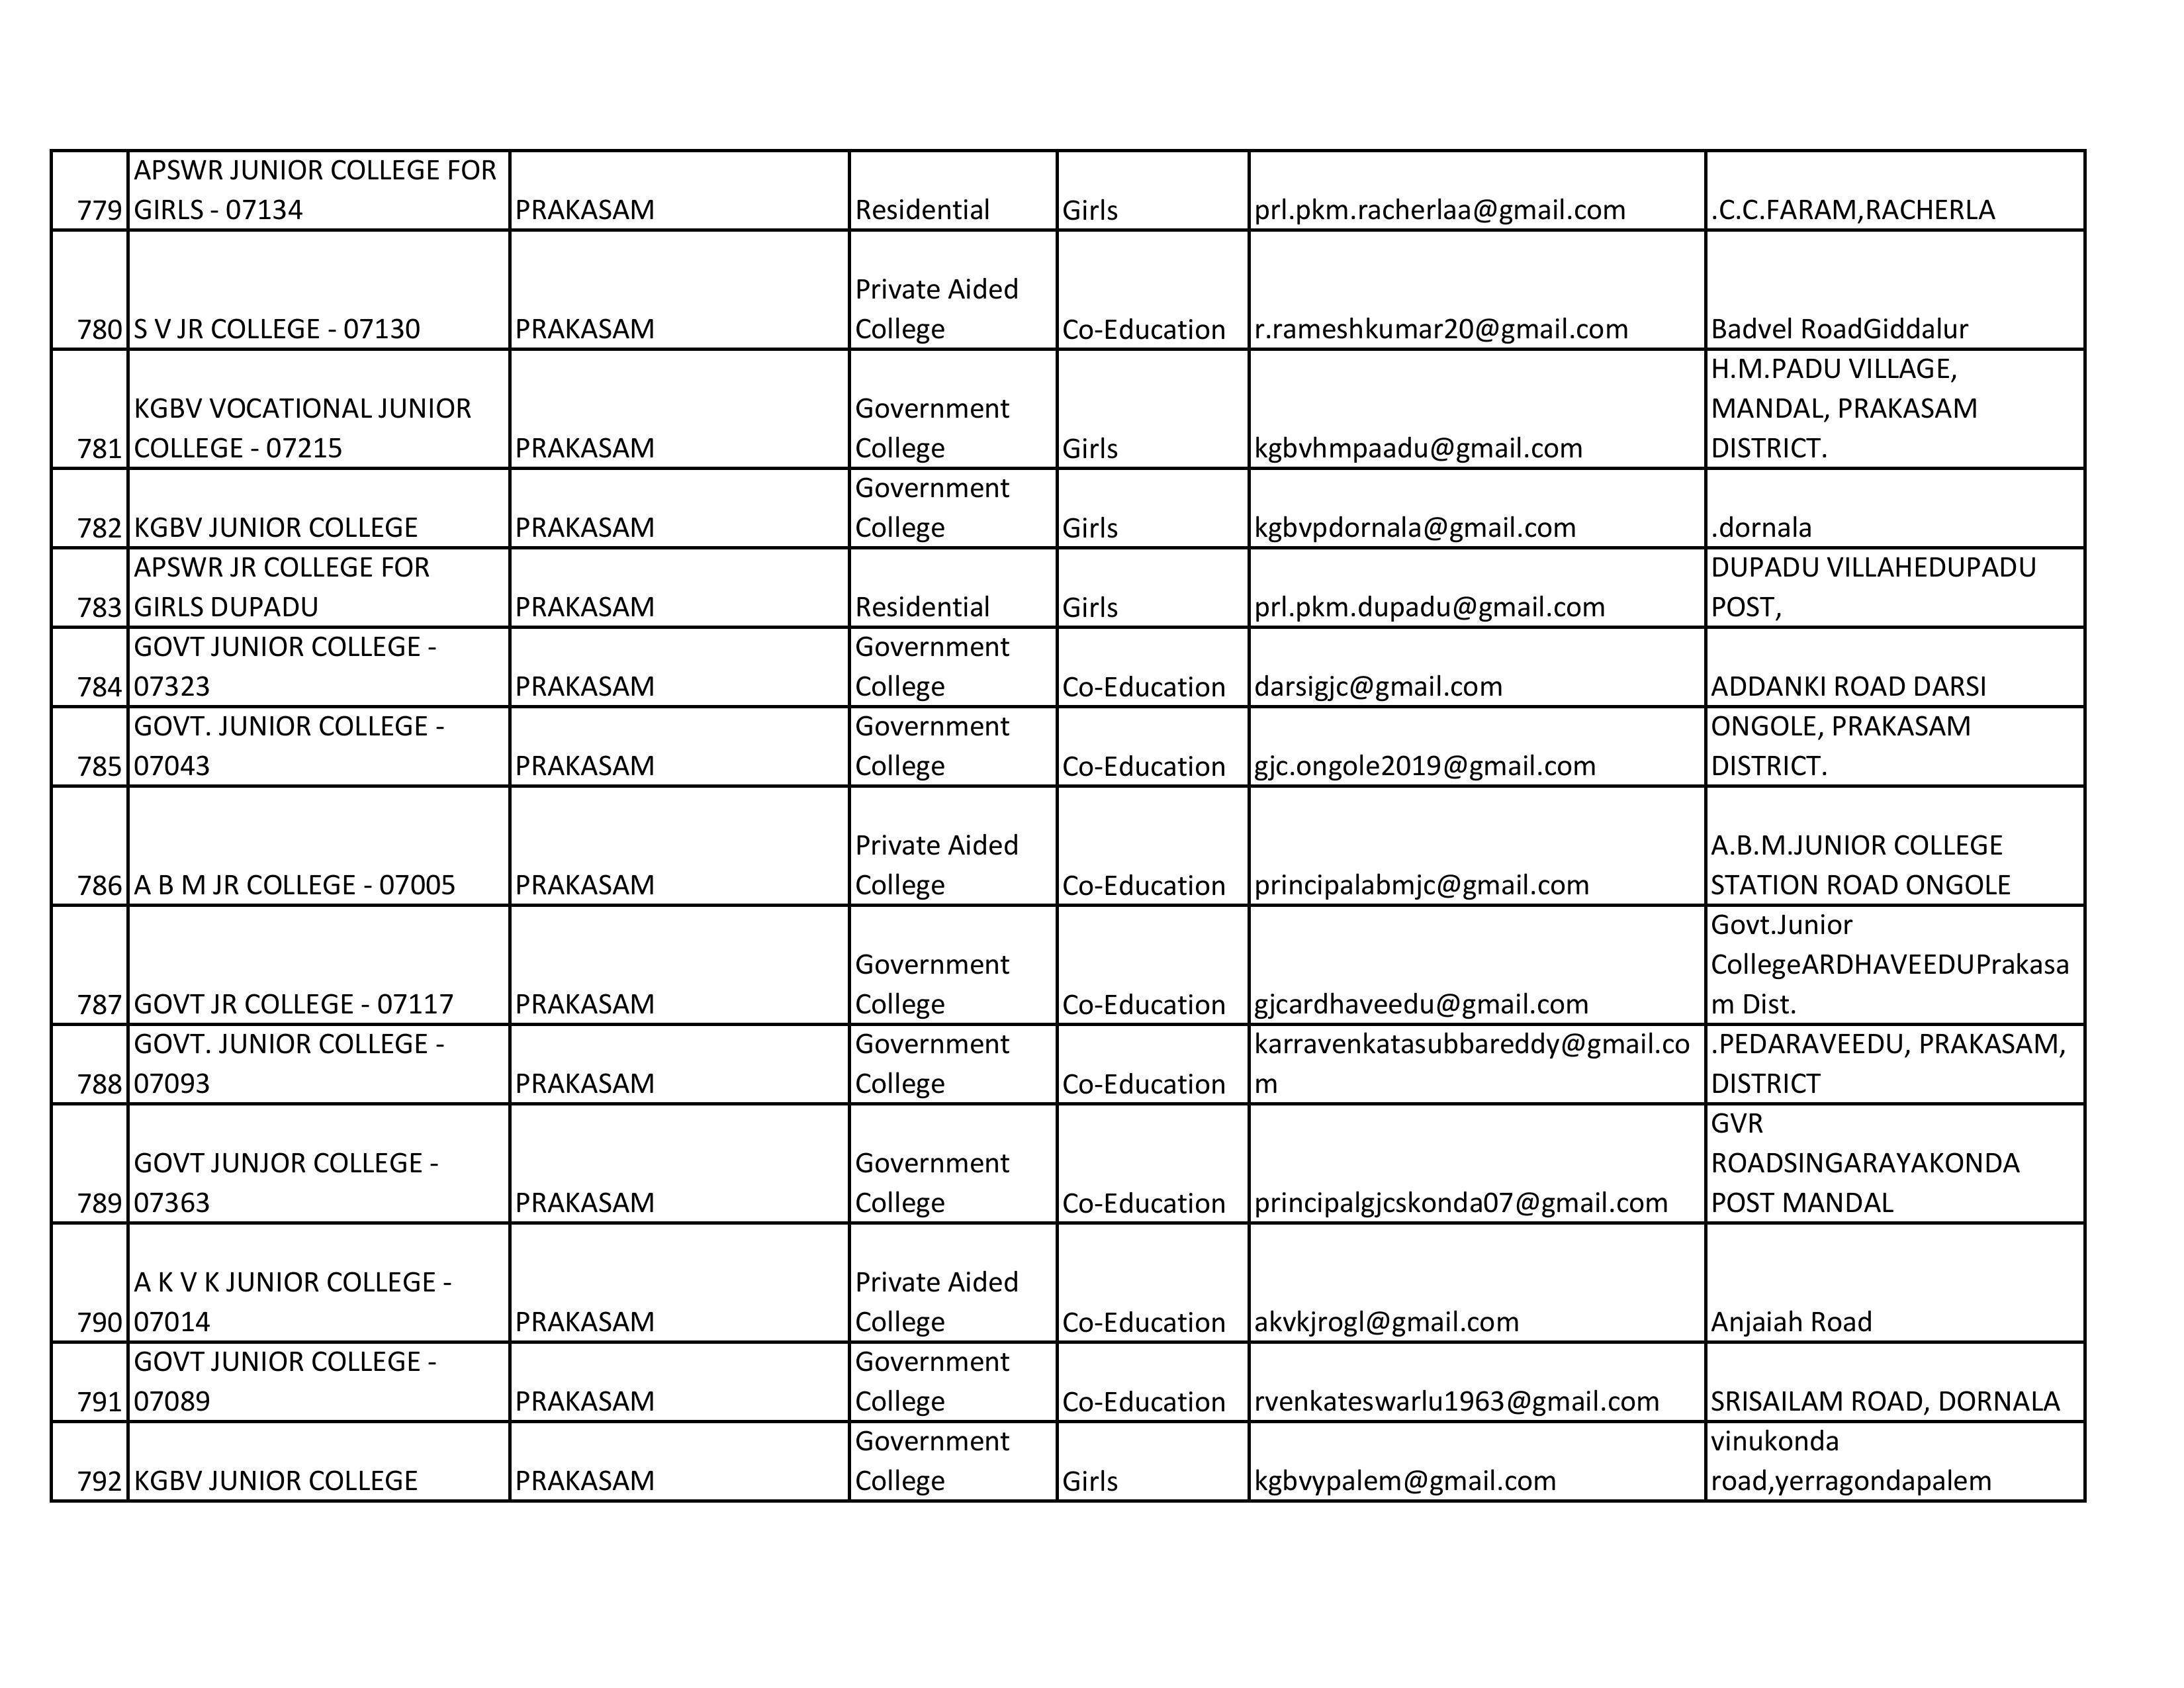 APSWR JUNIOR COLLEGE FOR
779 GIRLS - 07134 PRAKASAM Residential Girls prl.pkm.racherlaa@gmail.com .C.C.FARAM,RACHERLA
Private Aided
780 S V JR COLLEGE - 07130 PRAKASAM College Co-Education r.rameshkumar20@gmail.com Badvel RoadGiddalur
H.M.PADU VILLAGE,
KGBV VOCATIONAL JUNIOR Government MANDAL, PRAKASAM
781 COLLEGE - 07215 PRAKASAM College Girls kgbvhmpaadu@gmail.com DISTRICT.
Government
782 KGBV JUNIOR COLLEGE PRAKASAM College Girls kgbvpdornala@gmail.com .dornala
APSWR JR COLLEGE FOR DUPADU VILLAHEDUPADU
783 GIRLS DUPADU PRAKASAM Residential Girls prl.pkm.dupadu@gmail.com POST,
GOVT JUNIOR COLLEGE - Government
784 07323 PRAKASAM College Co-Education darsigjc@gmail.com ADDANKI ROAD DARSI
GOVT. JUNIOR COLLEGE - Government ONGOLE, PRAKASAM
785 07043 PRAKASAM College Co-Education gjc.ongole2019@gmail.com DISTRICT.
Private Aided A.B.M.JUNIOR COLLEGE
786 A B M JR COLLEGE - 07005 PRAKASAM College Co-Education principalabmjc@gmail.com STATION ROAD ONGOLE
Govt.Junior
Government CollegeARDHAVEEDUPrakasa
787 GOVT JR COLLEGE - 07117 PRAKASAM College Co-Education gjcardhaveedu@gmail.com m Dist.
GOVT. JUNIOR COLLEGE - Government karravenkatasubbareddy@gmail.co .PEDARAVEEDU, PRAKASAM,
788 07093 PRAKASAM College Co-Education m DISTRICT
GVR
GOVT JUNJOR COLLEGE - Government ROADSINGARAYAKONDA
789 07363 PRAKASAM College Co-Education principalgjcskonda07@gmail.com POST MANDAL
A K V K JUNIOR COLLEGE - Private Aided
790 07014 PRAKASAM College Co-Education akvkjrogl@gmail.com Anjaiah Road
GOVT JUNIOR COLLEGE - Government
791 07089 PRAKASAM College Co-Education rvenkateswarlu1963@gmail.com SRISAILAM ROAD, DORNALA
Government vinukonda
792 KGBV JUNIOR COLLEGE PRAKASAM College Girls kgbvypalem@gmail.com road,yerragondapalem